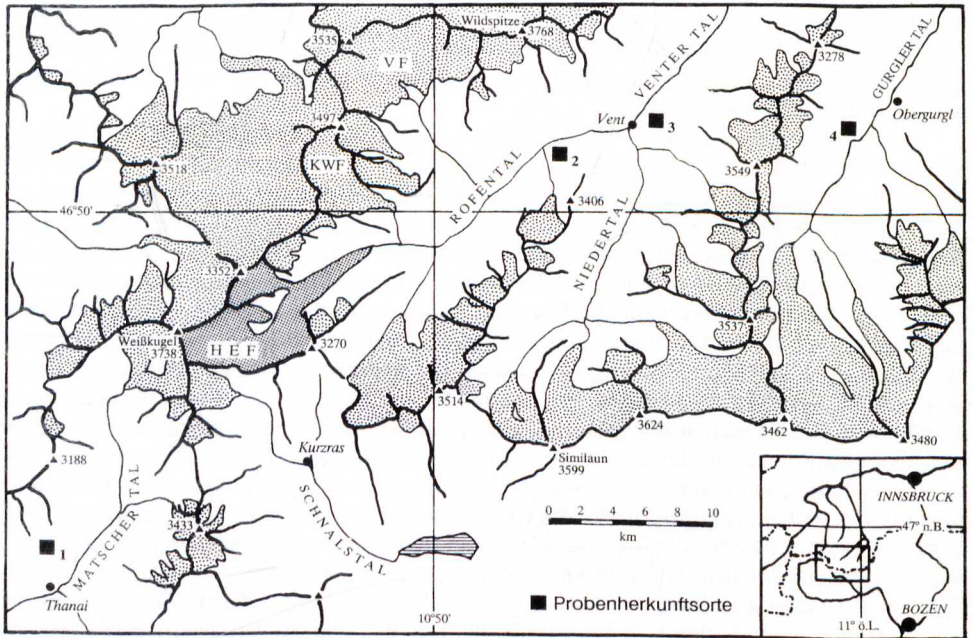 Wildspitze
3768
3535
VF
VENTER TAL
3278
GURGLERTAL
Obergurgl
3497
Vent
3
4
KWF
2
3518
3549
ROFENTAL
46°50'
3406
NIEDERTAL
3352
Weißkugel
3738
HEF
3270
3537
3514
3624
3462
3480
Similaun
3599
3188
Kurzras
MATSCHER TAL
SCHNALSTAL
3433
0 2 4 6 8 10
km
1
Thanai
Probenherkunftsorte
10°50'
INNSBRUCK
47° n.B.
BOZEN
11° ö.L.